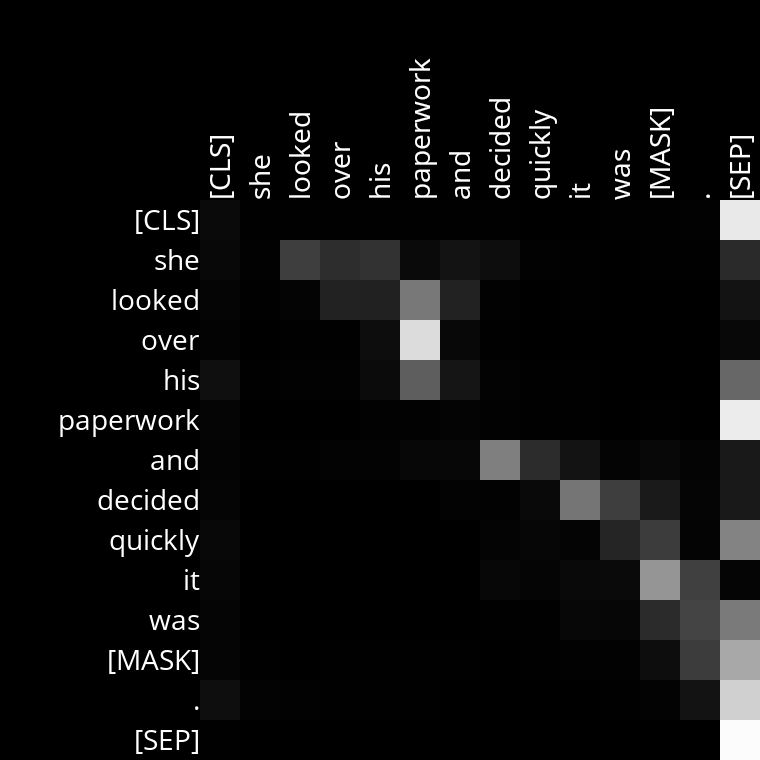 [CLS] she looked over his paperwork and decided quickly it was [MASK] . [SEP]
[CLS]
she
looked
over
his
paperwork
and
decided
quickly
it
was
[MASK]
.
[SEP]